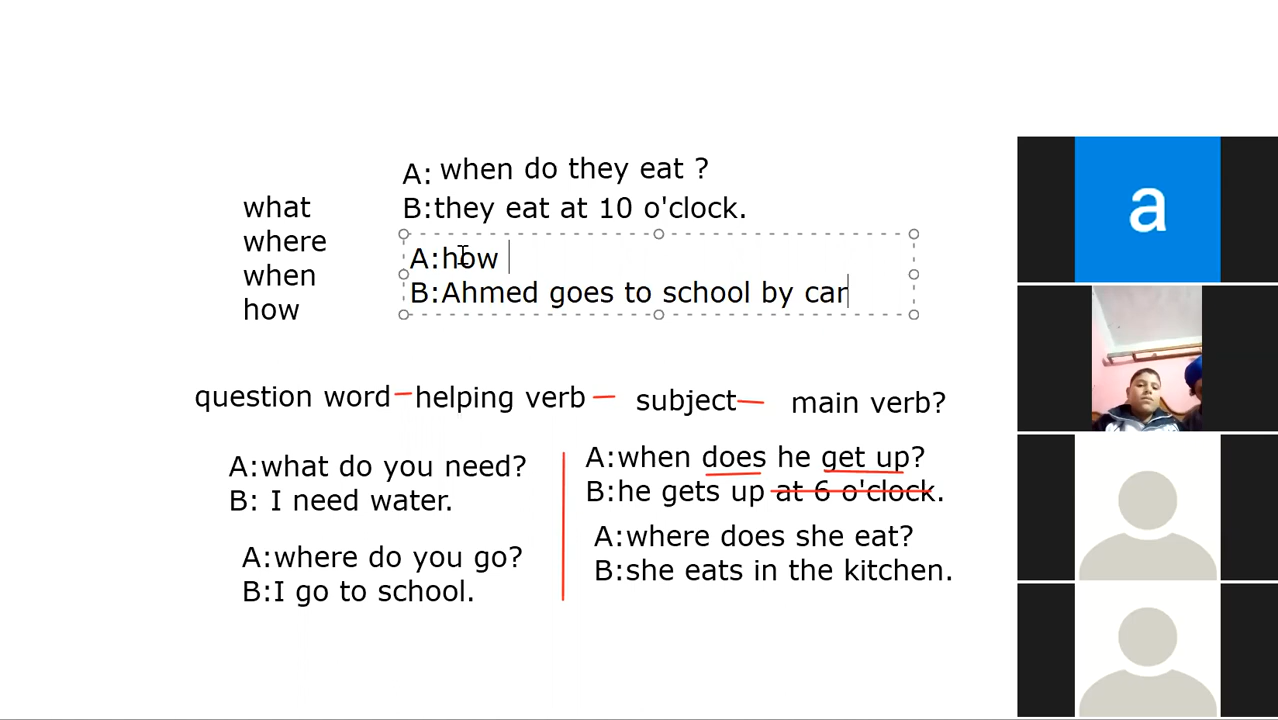 A: when do they eat ?
B:they eat at 10 o'clock.
what
where
when
how
A:how
B:Ahmed goes to school by car
question word helping verb subject main verb?
A:what do you need?
B: I need water.
A:where do you go?
B:I go to school.
A:when does he get up?
B:he gets up at 6 o'clock.
A:where does she eat?
B:she eats in the kitchen.
a